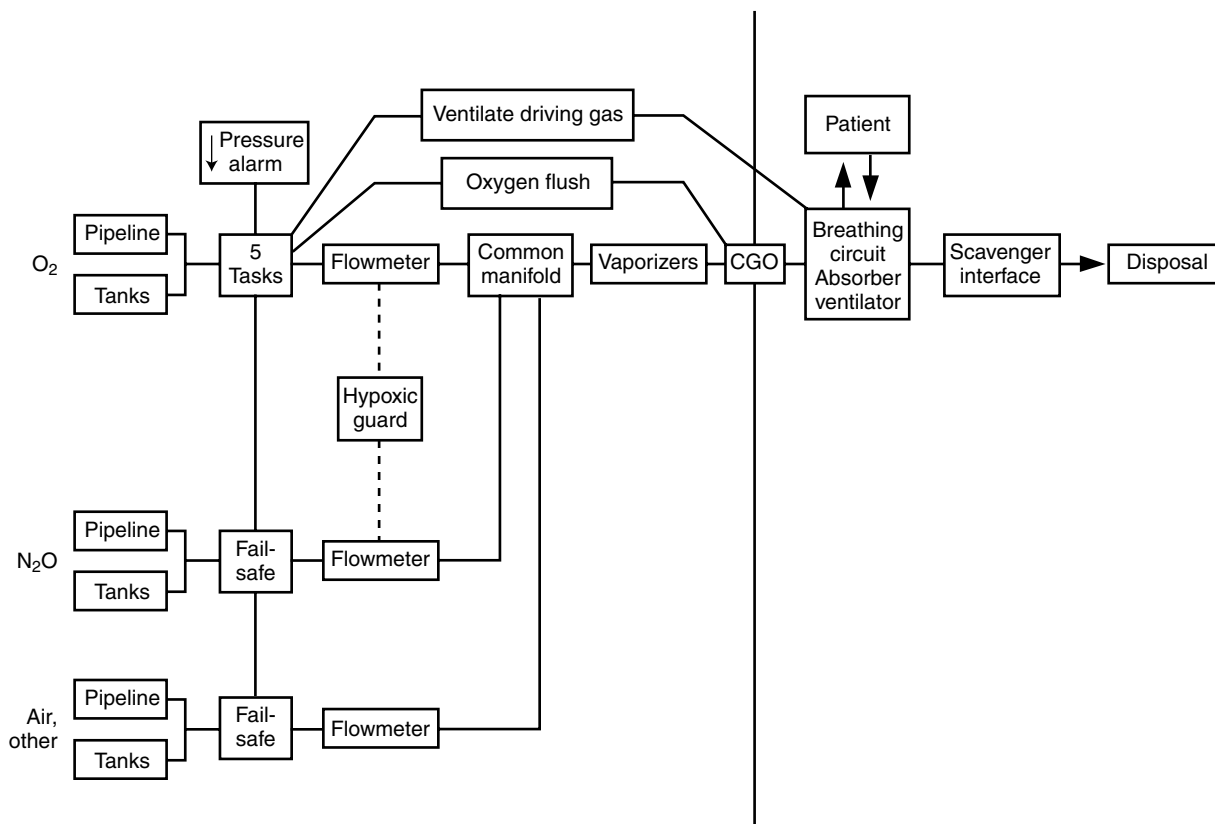 Ventilate driving gas
Patient
↓ Pressure
alarm
Oxygen flush
O₂
Pipeline
Tanks
5
Tasks
Flowmeter
Common
manifold
Vaporizers
CGO
Breathing
circuit
Absorber
ventilator
Scavenger
interface
Disposal
Hypoxic
guard
N₂O
Pipeline
Tanks
Fail-
safe
Flowmeter
Air,
other
Pipeline
Tanks
Fail-
safe
Flowmeter